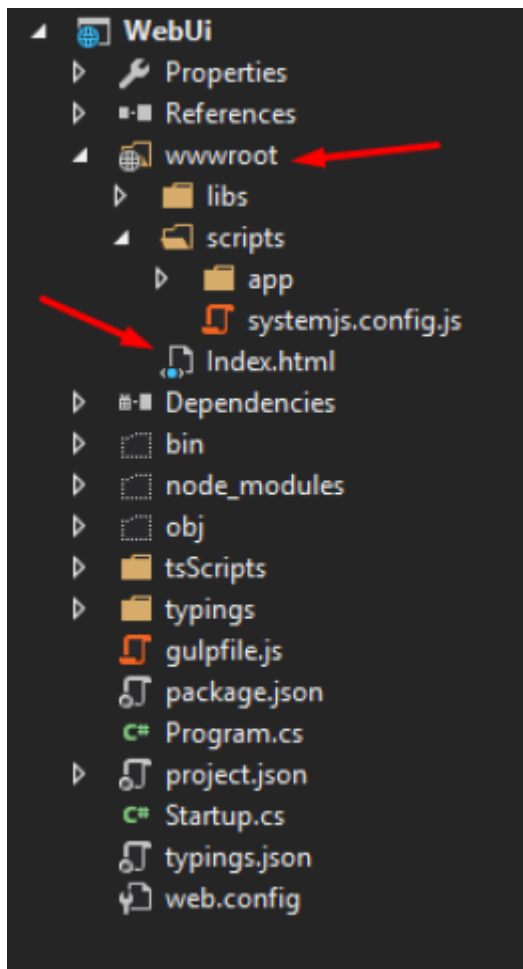 WebUi
Properties
References
wwwroot
libs
scripts
app
systemjs.config.js
Index.html
Dependencies
bin
node_modules
obj
tsScripts
typings
gulpfile.js
package.json
C# Program.cs
project.json
C# Startup.cs
typings.json
web.config